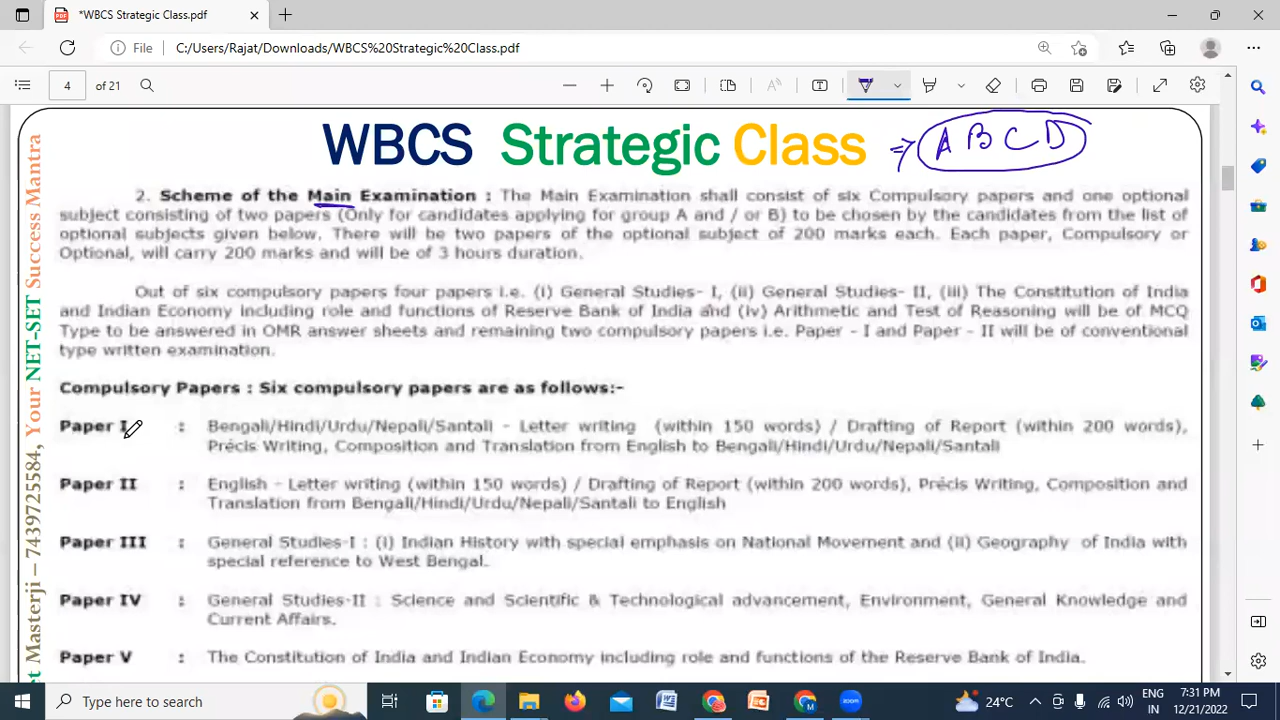 *WBCS Strategic Class.pdf
File C:/Users/Rajat/Downloads/WBCS%20Strategic%20Class.pdf
4 of 21
WBCS Strategic Class => A B C D
2. Scheme of the Main Examination : The Main Examination shall consist of six Compulsory papers and one optional
subject consisting of two papers (Only for candidates applying for group A and / or B) to be chosen by the candidates from the list of
optional subjects given below. There will be two papers of the optional subject of 200 marks each. Each paper, Compulsory or
Optional, will carry 200 marks and will be of 3 hours duration.
Out of six compulsory papers four papers i.e. (i) General Studies- I, (ii) General Studies- II, (iii) The Constitution of India
and Indian Economy including role and functions of Reserve Bank of India and (iv) Arithmetic and Test of Reasoning will be of MCQ
Type to be answered in OMR answer sheets and remaining two compulsory papers i.e. Paper - I and Paper - II will be of conventional
type written examination.
Compulsory Papers : Six compulsory papers are as follows:-
Paper I : Bengali/Hindi/Urdu/Nepali/Santali - Letter writing (within 150 words) / Drafting of Report (within 200 words),
Précis Writing, Composition and Translation from English to Bengali/Hindi/Urdu/Nepali/Santali
Paper II : English - Letter writing (within 150 words) / Drafting of Report (within 200 words), Précis Writing, Composition and
Translation from Bengali/Hindi/Urdu/Nepali/Santali to English
Paper III : General Studies-I : (i) Indian History with special emphasis on National Movement and (ii) Geography of India with
special reference to West Bengal.
Paper IV : General Studies-II : Science and Scientific & Technological advancement, Environment, General Knowledge and
Current Affairs.
Paper V : The Constitution of India and Indian Economy including role and functions of the Reserve Bank of India.
Masterji – 7439725584, Your NET-SET Success Mantra
Type here to search
24°C
ENG
IN
7:31 PM
12/21/2022